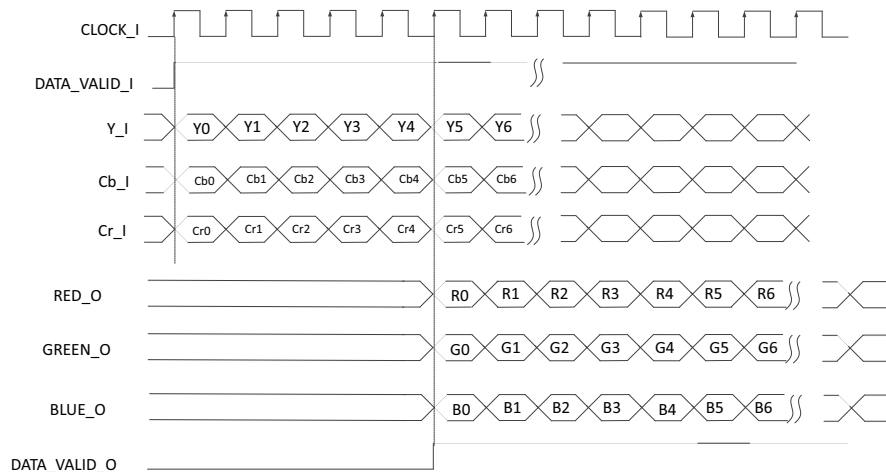 CLOCK_I
DATA_VALID_I
Y_I Y0 Y1 Y2 Y3 Y4 Y5 Y6
Cb_I Cb0 Cb1 Cb2 Cb3 Cb4 Cb5 Cb6
Cr_I Cr0 Cr1 Cr2 Cr3 Cr4 Cr5 Cr6
RED_O R0 R1 R2 R3 R4 R5 R6
GREEN_O G0 G1 G2 G3 G4 G5 G6
BLUE_O B0 B1 B2 B3 B4 B5 B6
DATA_VALID_O